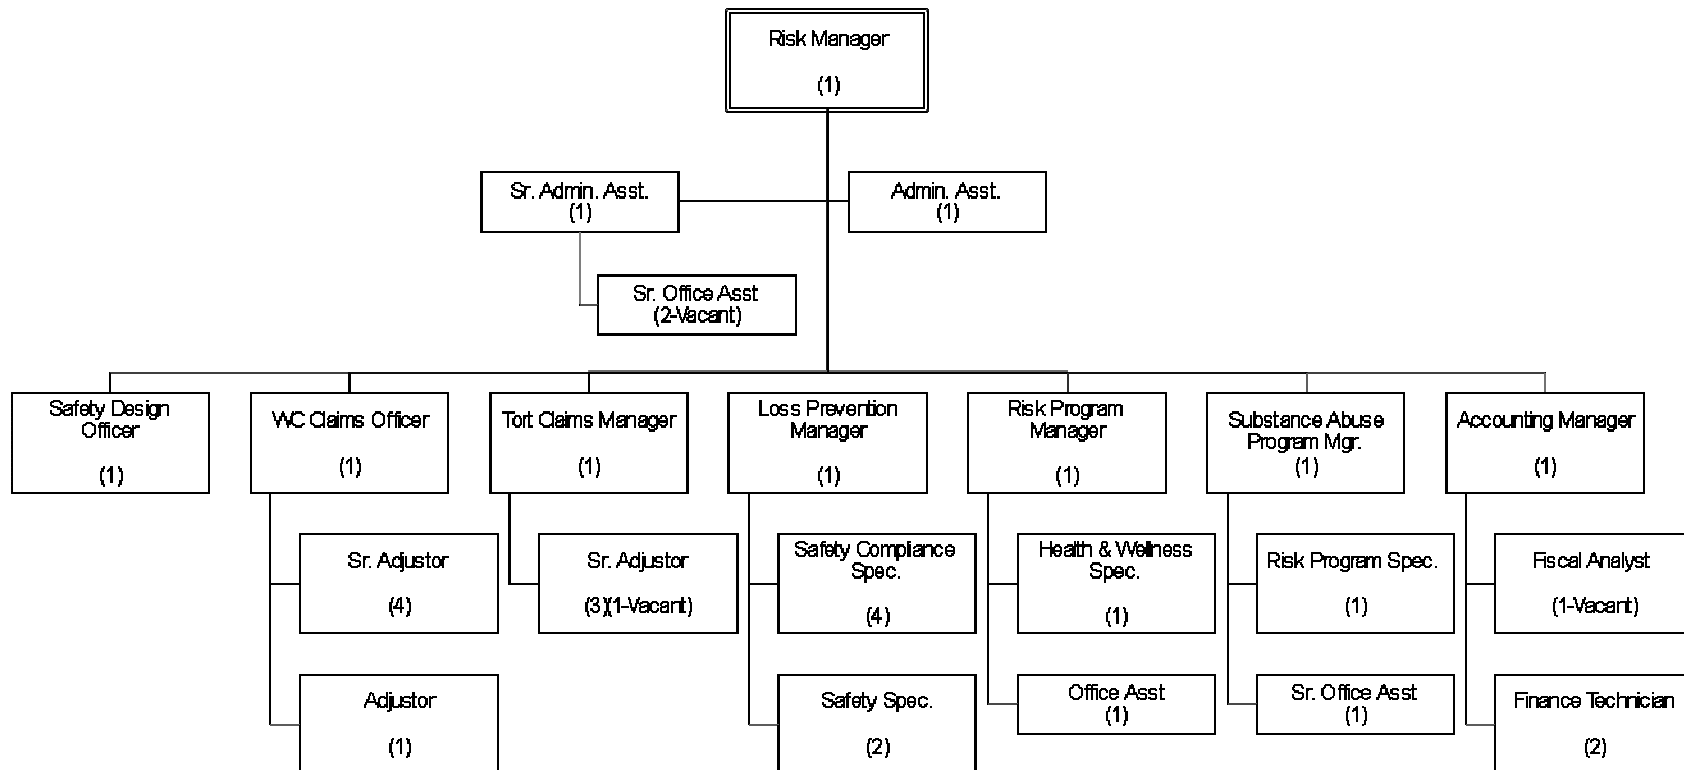 Risk Manager
(1)
Sr. Admin. Asst.
(1)
Admin. Asst.
(1)
Sr. Office Asst
(2-Vacant)
Safety Design
Officer
(1)
WC Claims Officer
(1)
Tort Claims Manager
(1)
Loss Prevention
Manager
(1)
Risk Program
Manager
(1)
Substance Abuse
Program Mgr.
(1)
Accounting Manager
(1)
Sr. Adjustor
(4)
Sr. Adjustor
(3)(1-Vacant)
Safety Compliance
Spec.
(4)
Health & Wellness
Spec.
(1)
Risk Program Spec.
(1)
Fiscal Analyst
(1-Vacant)
Adjustor
(1)
Safety Spec.
(2)
Office Asst
(1)
Sr. Office Asst
(1)
Finance Technician
(2)